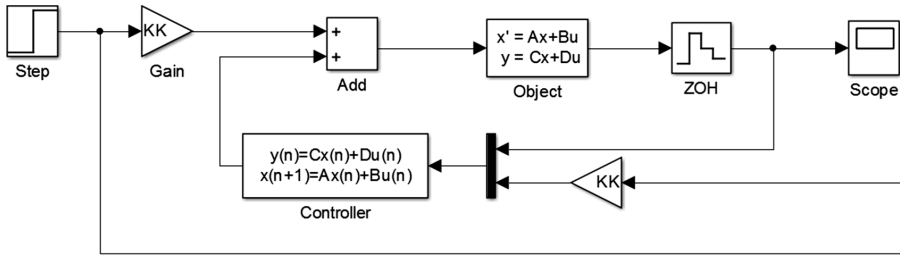 Step
KK
Gain
+
+
Add
x' = Ax+Bu
y = Cx+Du
Object
ZOH
Scope
y(n)=Cx(n)+Du(n)
x(n+1)=Ax(n)+Bu(n)
Controller
KK